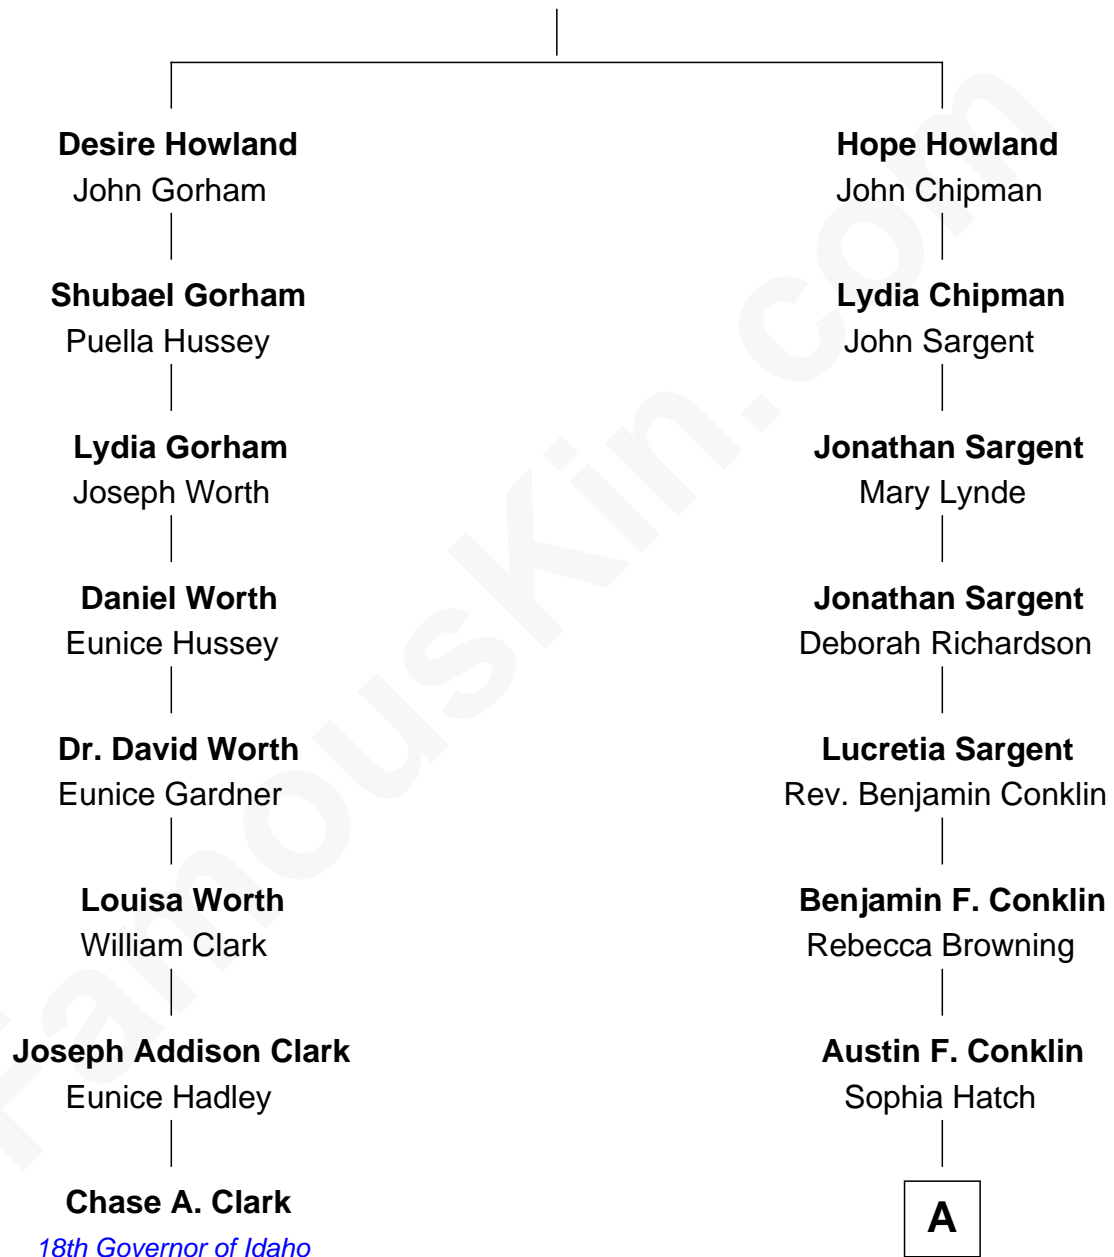 Desire Howland
John Gorham
Shubael Gorham
Puella Hussey
Lydia Gorham
Joseph Worth
Daniel Worth
Eunice Hussey
Dr. David Worth
Eunice Gardner
Louisa Worth
William Clark
Joseph Addison Clark
Eunice Hadley
Chase A. Clark
18th Governor of Idaho
Hope Howland
John Chipman
Lydia Chipman
John Sargent
Jonathan Sargent
Mary Lynde
Jonathan Sargent
Deborah Richardson
Lucretia Sargent
Rev. Benjamin Conklin
Benjamin F. Conklin
Rebecca Browning
Austin F. Conklin
Sophia Hatch
A
FamousKin.com